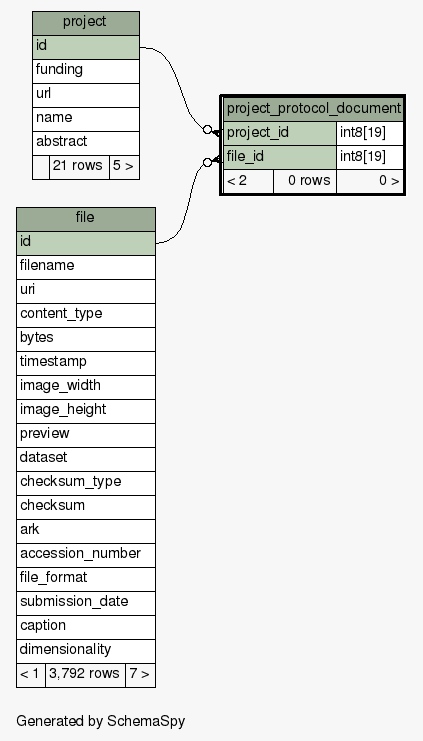 project
id
funding
url
name
abstract
21 rows 5 >
project_protocol_document
project_id int8[19]
file_id int8[19]
< 2 0 rows 0 >
file
id
filename
uri
content_type
bytes
timestamp
image_width
image_height
preview
dataset
checksum_type
checksum
ark
accession_number
file_format
submission_date
caption
dimensionality
< 1 3,792 rows 7 >
Generated by SchemaSpy